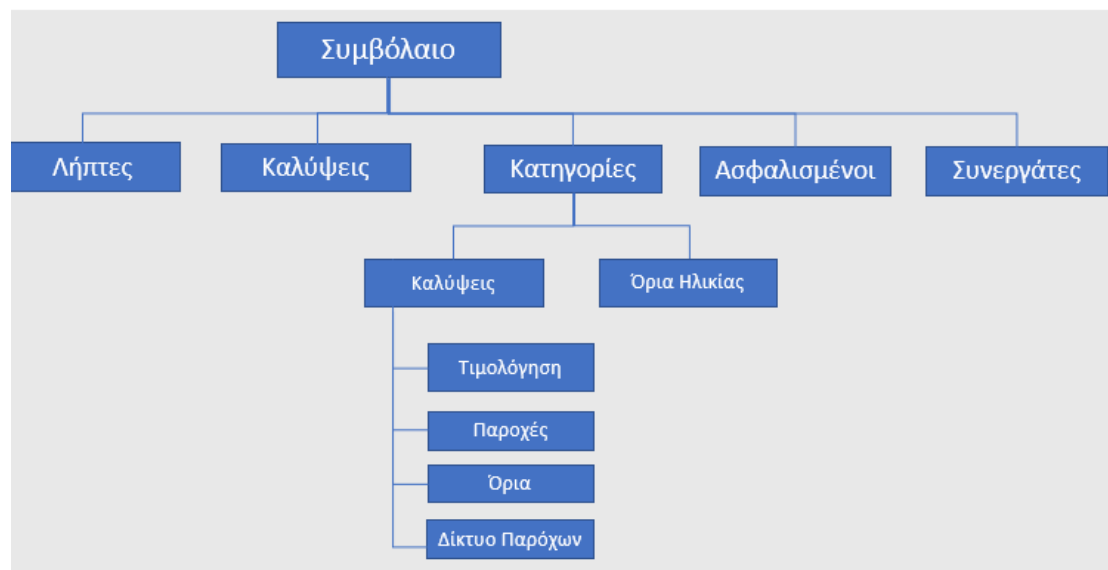 Συμβόλαιο
Λήπτες
Καλύψεις
Κατηγορίες
Ασφαλισμένοι
Συνεργάτες
Καλύψεις
Όρια Ηλικίας
Τιμολόγηση
Παροχές
Όρια
Δίκτυο Παρόχων